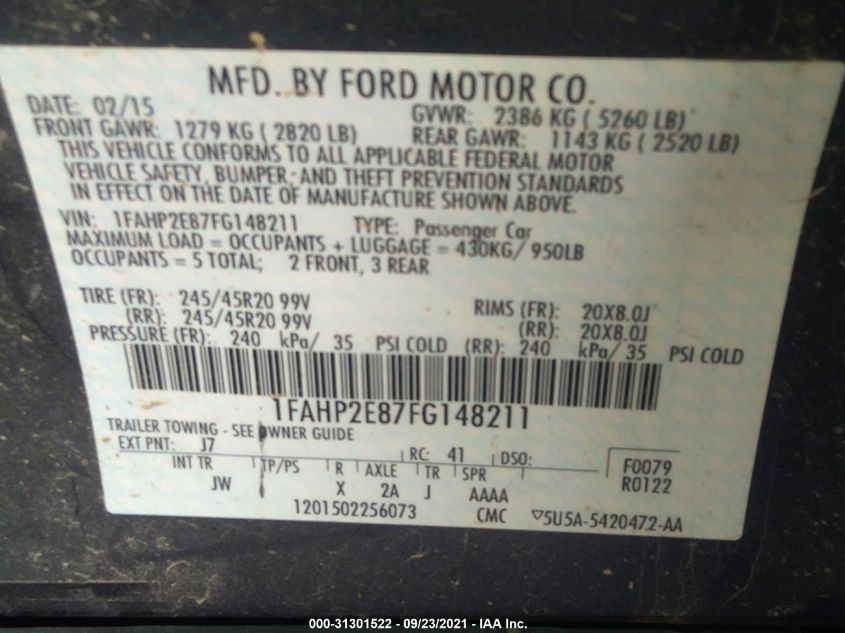 MFD. BY FORD MOTOR CO.
DATE: 02/15 GVWR: 2386 KG ( 5260 LB)
FRONT GAWR: 1279 KG ( 2820 LB) REAR GAWR: 1143 KG ( 2520 LB)
THIS VEHICLE CONFORMS TO ALL APPLICABLE FEDERAL MOTOR
VEHICLE SAFETY, BUMPER, AND THEFT PREVENTION STANDARDS
IN EFFECT ON THE DATE OF MANUFACTURE SHOWN ABOVE.
VIN: 1FAHP2E87FG148211 TYPE: Passenger Car
MAXIMUM LOAD = OCCUPANTS + LUGGAGE = 430KG/ 950LB
OCCUPANTS = 5 TOTAL; 2 FRONT, 3 REAR
TIRE (FR): 245/45R20 99V RIMS (FR): 20X8.0J
(RR): 245/45R20 99V (RR): 20X8.0J
PRESSURE (FR): 240 kPa/ 35 PSI COLD (RR): 240 kPa/ 35 PSI COLD
1FAHP2E87FG148211
TRAILER TOWING - SEE OWNER GUIDE
EXT PNT: J7 RC: 41 DSO: F0079
INT TR TP/PS R AXLE TR SPR R0122
JW X 2A J AAAA
1201502256073 CMC ▽5U5A-5420472-AA
000-31301522 - 09/23/2021 - IAA Inc.